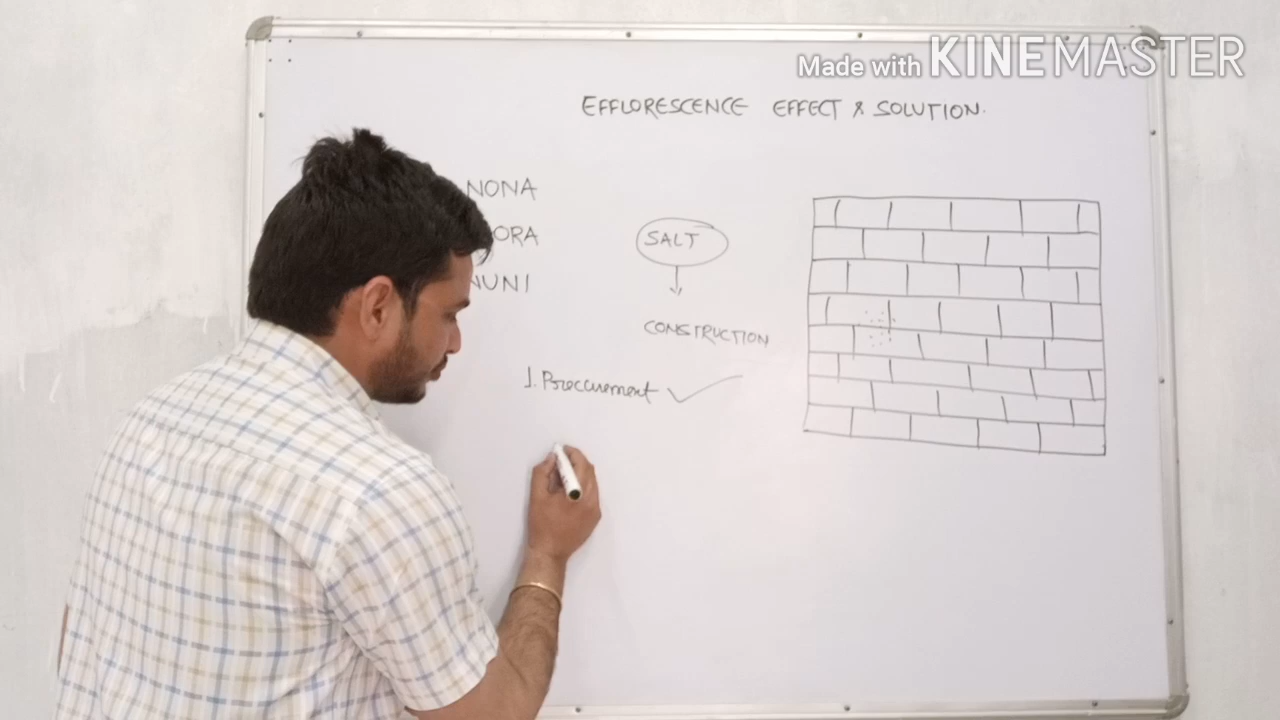 Made with KINEMASTER
EFFLORESCENCE EFFECT & SOLUTION.
NONA
ORA
NUNI
SALT
CONSTRUCTION
1. Procurement